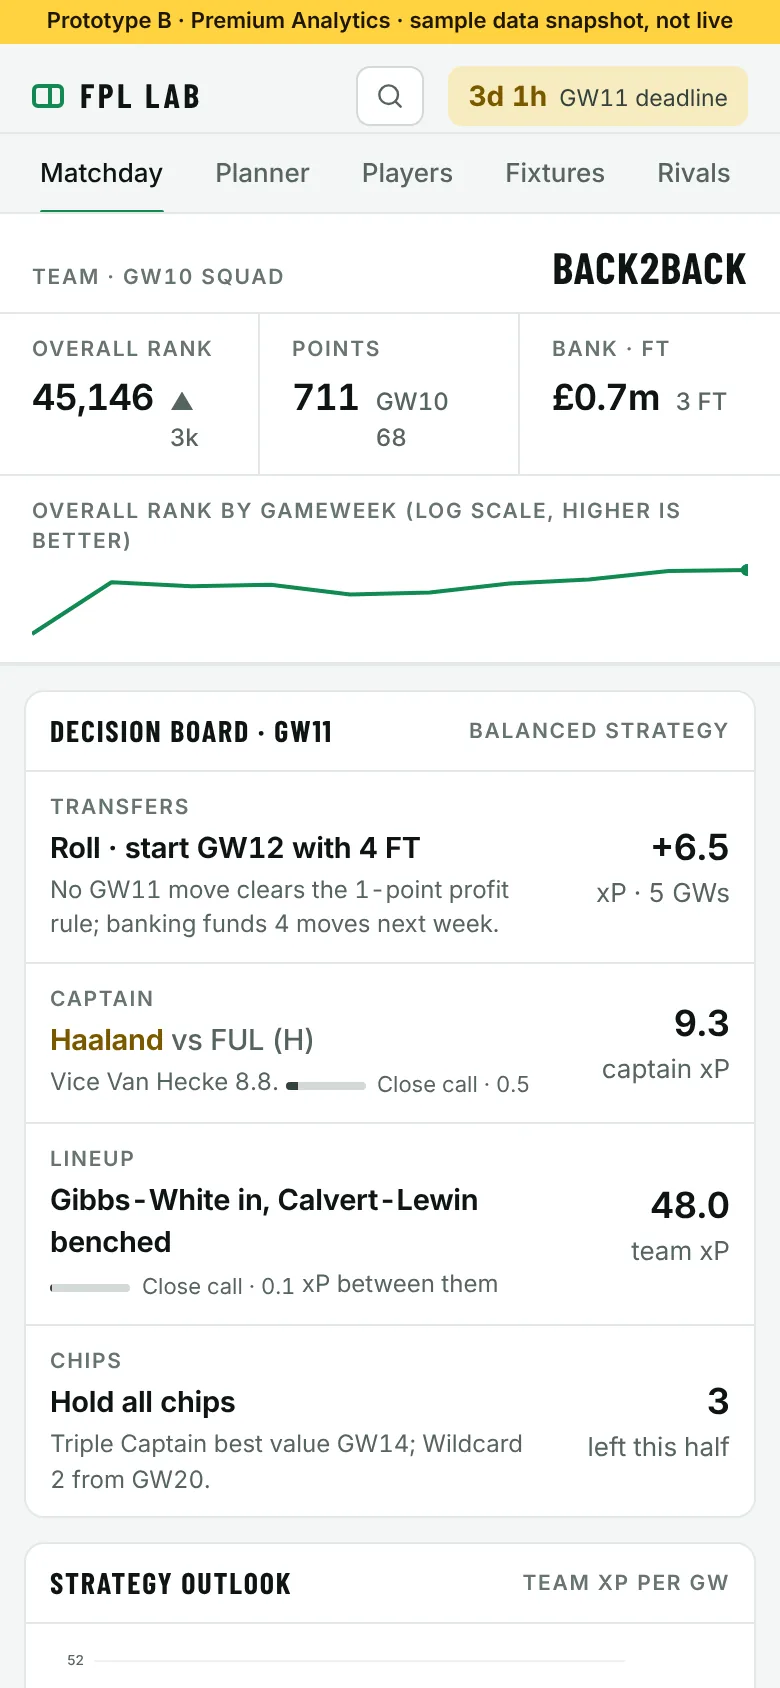 Prototype B · Premium Analytics · sample data snapshot, not live
FPL LAB
3d 1h GW11 deadline
Matchday Planner Players Fixtures Rivals
TEAM · GW10 SQUAD
BACK2BACK
OVERALL RANK
45,146 ▲ 3k
POINTS
711 GW10 68
BANK · FT
£0.7m 3 FT
OVERALL RANK BY GAMEWEEK (LOG SCALE, HIGHER IS
BETTER)
DECISION BOARD · GW11
BALANCED STRATEGY
TRANSFERS
Roll · start GW12 with 4 FT
No GW11 move clears the 1-point profit
rule; banking funds 4 moves next week.
+6.5
xP · 5 GWs
CAPTAIN
Haaland vs FUL (H)
Vice Van Hecke 8.8. Close call · 0.5
9.3
captain xP
LINEUP
Gibbs-White in, Calvert-Lewin
benched
Close call · 0.1 xP between them
48.0
team xP
CHIPS
Hold all chips
Triple Captain best value GW14; Wildcard
2 from GW20.
3
left this half
STRATEGY OUTLOOK
TEAM XP PER GW
52